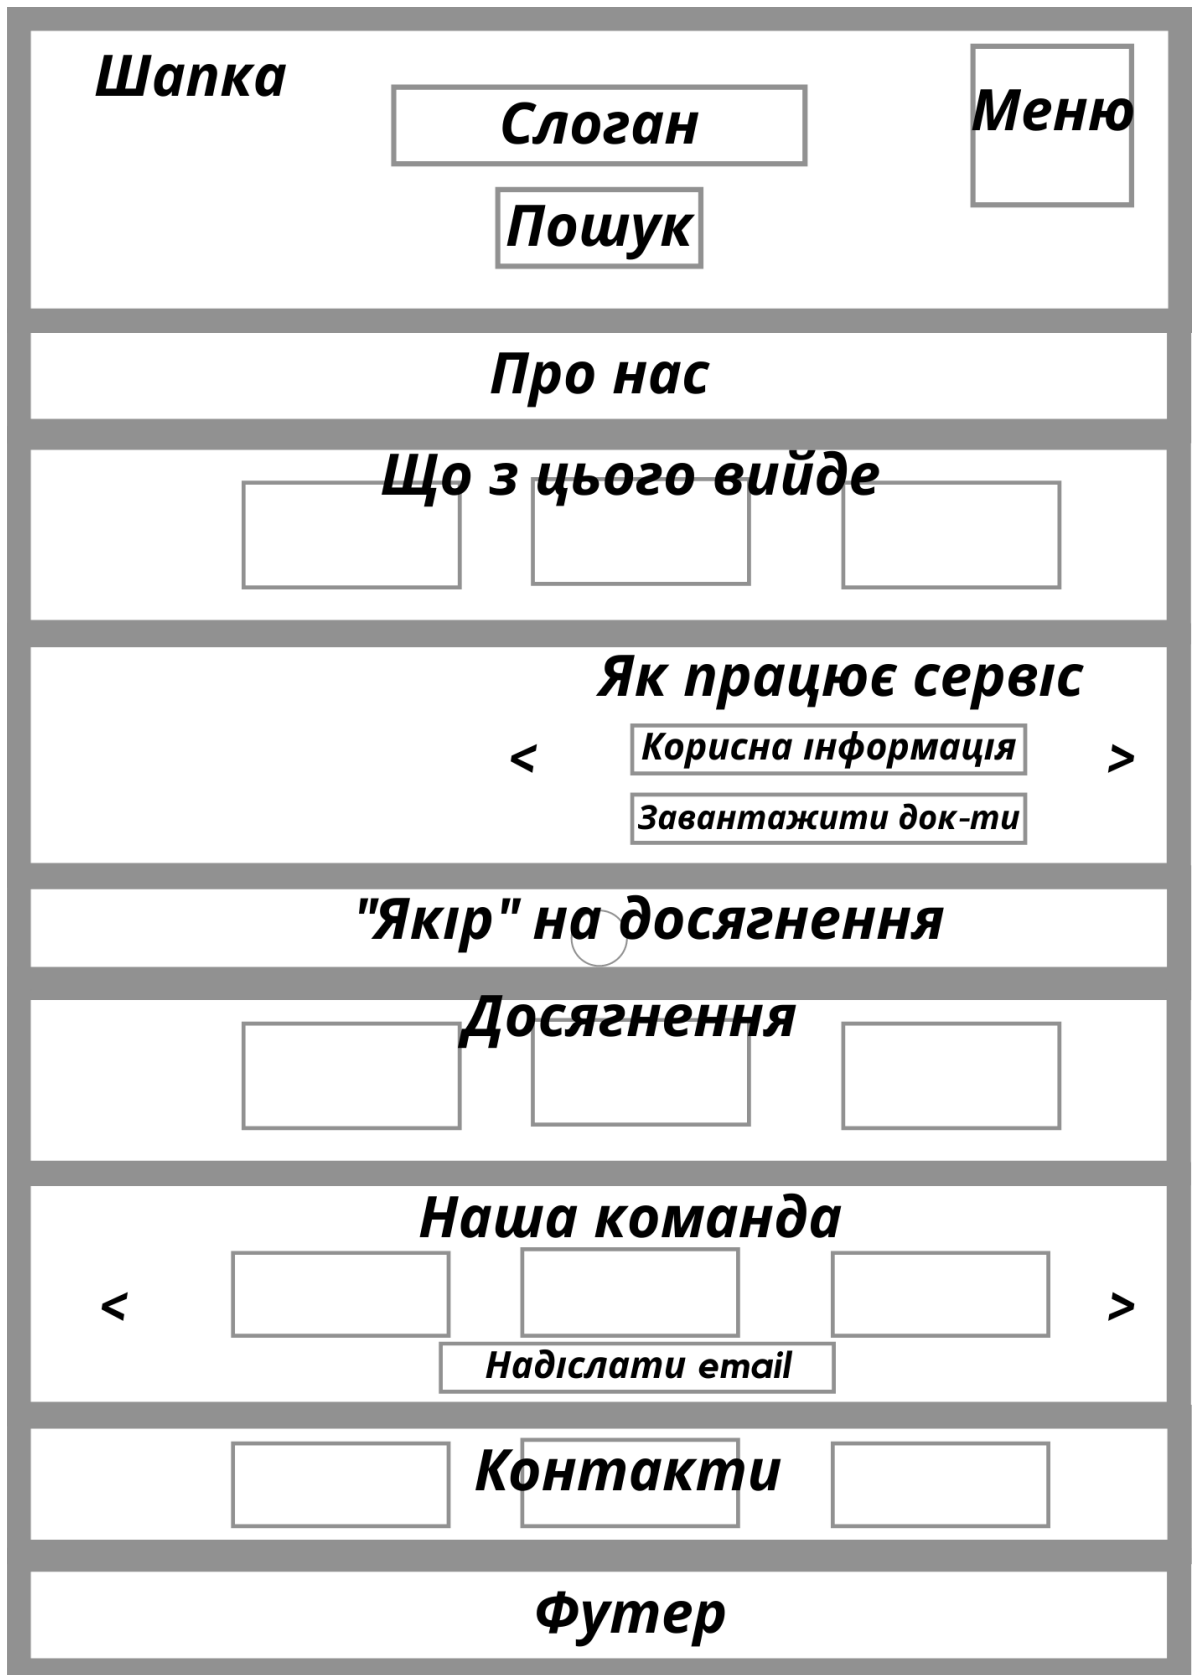 Шапка
Слоган
Меню
Пошук
Про нас
Що з цього вийде
Як працює сервіс
<
Корисна інформація
>
Завантажити док-ти
"Якір" на досягнення
Досягнення
Наша команда
<
>
Надіслати email
Контакти
Футер